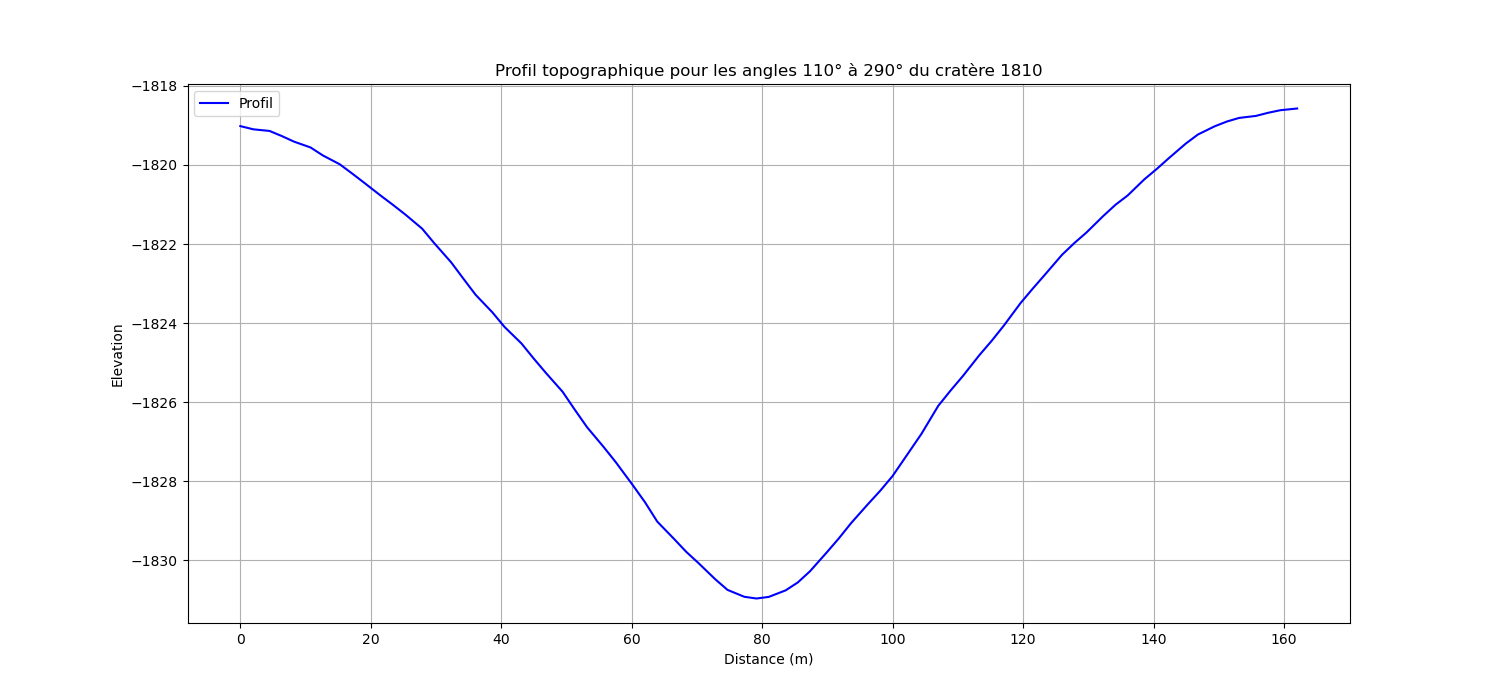 Profil topographique pour les angles 110° à 290° du cratère 1810
Profil
−1818
−1820
−1822
−1824
−1826
−1828
−1830
Elevation
0 20 40 60 80 100 120 140 160
Distance (m)